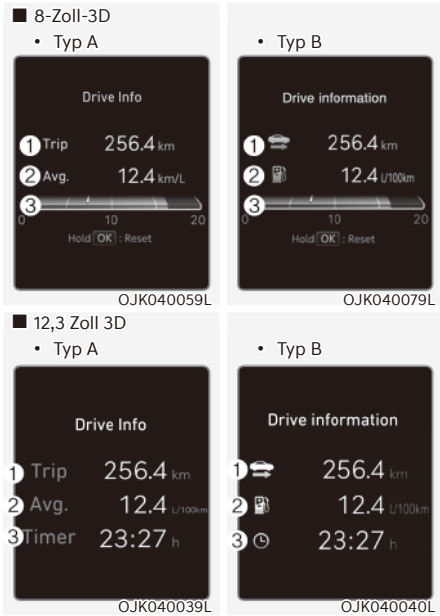 ■ 8-Zoll-3D
• Typ A
Drive Info
1 Trip 256.4 km
2 Avg. 12.4 km/L
3
0 10 20
Hold OK : Reset
OJK040059L
• Typ B
Drive information
1 256.4 km
2 12.4 L/100km
3
0 10 20
Hold OK : Reset
OJK040079L
■ 12,3 Zoll 3D
• Typ A
Drive Info
1 Trip 256.4 km
2 Avg. 12.4 L/100km
3 Timer 23:27 h
OJK040039L
• Typ B
Drive information
1 256.4 km
2 12.4 L/100km
3 23:27 h
OJK040040L